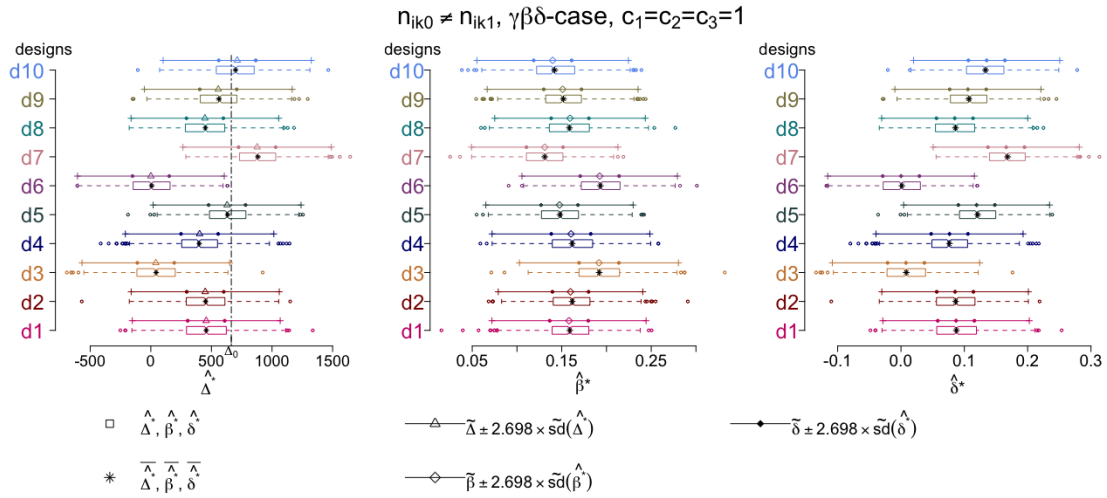 n_ik0 ≠ n_ik1, γβδ-case, c₁=c₂=c₃=1
designs designs designs
d10 d10 d10
d9 d9 d9
d8 d8 d8
d7 d7 d7
d6 d6 d6
d5 d5 d5
d4 d4 d4
d3 d3 d3
d2 d2 d2
d1 d1 d1
-500 0 500 1000 1500 0.05 0.15 0.25 -0.1 0.0 0.1 0.2 0.3
Δ₀
Δ̂* β̂* δ̂*
Δ̂*, β̂*, δ̂* Δ̃ ± 2.698 × s̃d(Δ̂*) δ̃ ± 2.698 × s̃d(δ̂*)
Δ̂*, β̂*, δ̂* β̃ ± 2.698 × s̃d(β̂*)